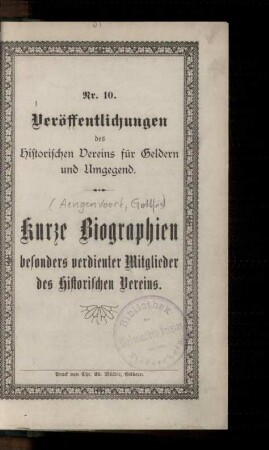 Nr. 10.
Veröffentlichungen
des
Historischen Vereins für Geldern
und Umgegend.
(Aengenvoort, Gottfried)
Kurze Biographien
besonders verdienter Mitglieder
des Historischen Vereins.
Bibliothek
Druck von Chr. Ed. Müller, Geldern.